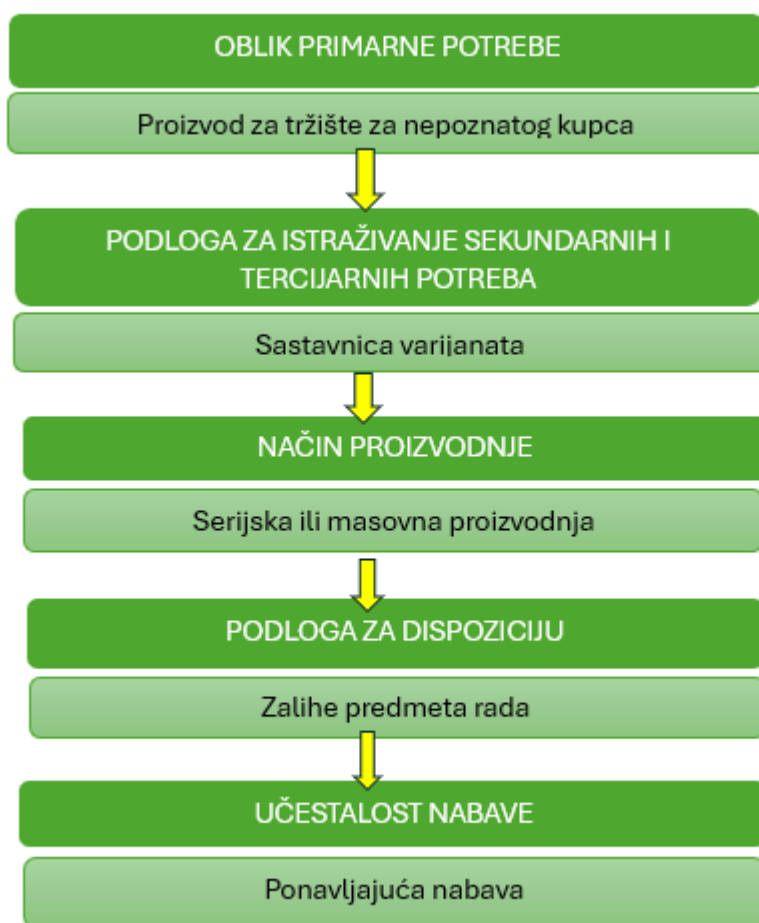 OBLIK PRIMARNE POTREBE
Proizvod za tržište za nepoznatog kupca
PODLOGA ZA ISTRAŽIVANJE SEKUNDARNIH I
TERCIJARNIH POTREBA
Sastavnica varijanata
NAČIN PROIZVODNJE
Serijska ili masovna proizvodnja
PODLOGA ZA DISPOZICIJU
Zalihe predmeta rada
UČESTALOST NABAVE
Ponavljajuća nabava